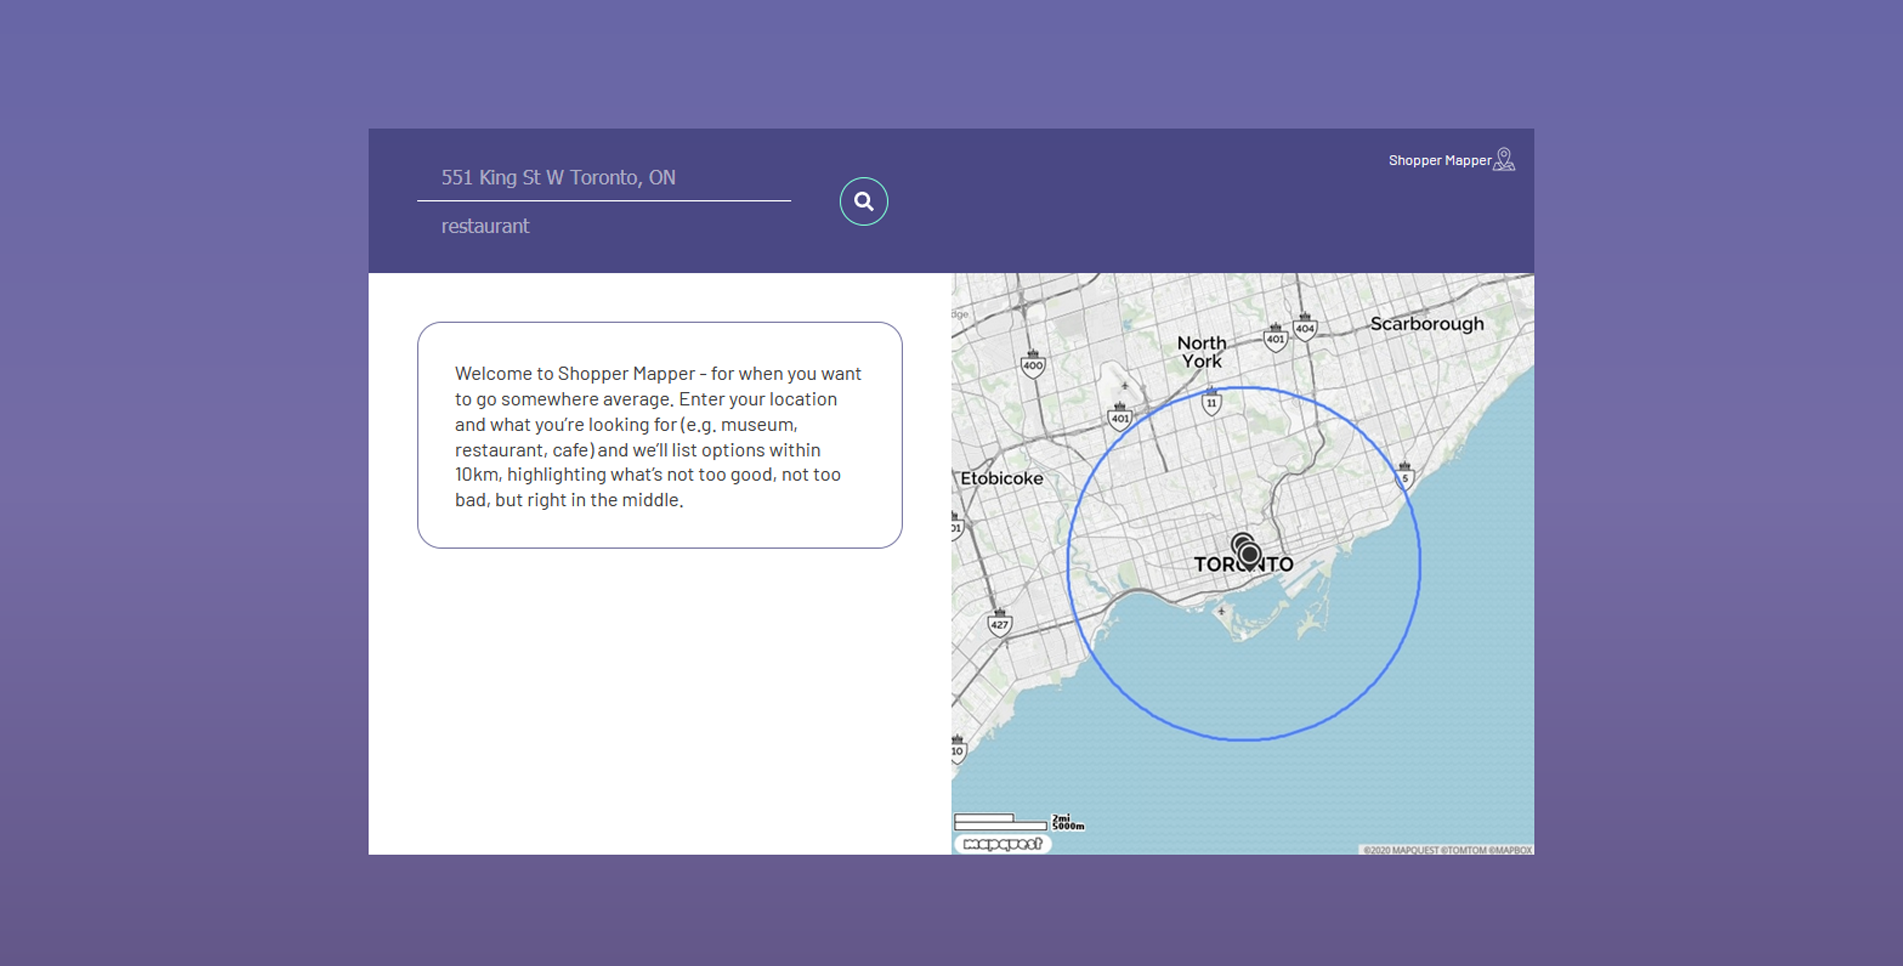 551 King St W Toronto, ON
restaurant
Shopper Mapper
Welcome to Shopper Mapper - for when you want
to go somewhere average. Enter your location
and what you’re looking for (e.g. museum,
restaurant, cafe) and we’ll list options within
10km, highlighting what’s not too good, not too
bad, but right in the middle.
dge
404
Scarborough
401
North
York
400
11
401
Etobicoke
5
01
TORONTO
427
10
2mi
5000m
mapquest
©2020 MAPQUEST ©TOMTOM ©MAPBOX